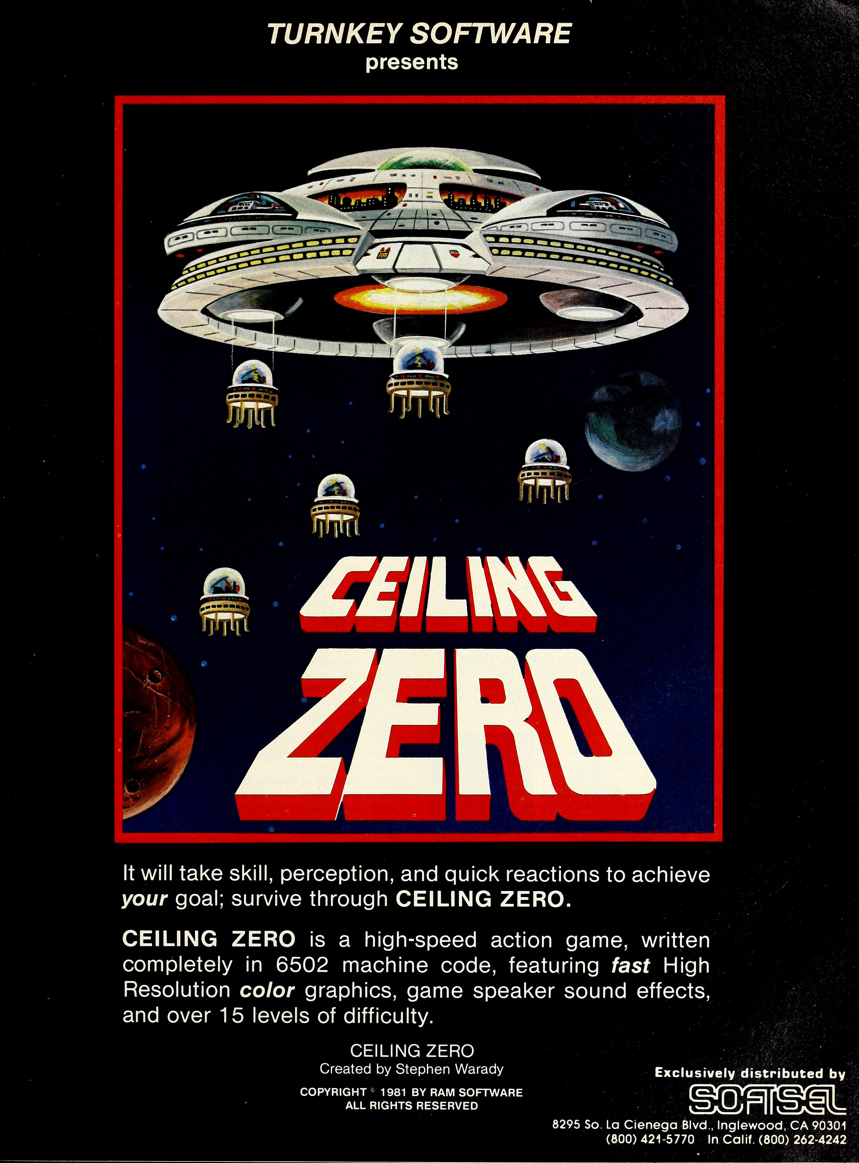 TURNKEY SOFTWARE
presents
CEILING
ZERO
It will take skill, perception, and quick reactions to achieve
your goal; survive through CEILING ZERO.
CEILING ZERO is a high-speed action game, written
completely in 6502 machine code, featuring fast High
Resolution color graphics, game speaker sound effects,
and over 15 levels of difficulty.
CEILING ZERO
Created by Stephen Warady
COPYRIGHT © 1981 BY RAM SOFTWARE
ALL RIGHTS RESERVED
Exclusively distributed by
SOFTSEL
8295 So. La Cienega Blvd., Inglewood, CA 90301
(800) 421-5770 In Calif. (800) 262-4242